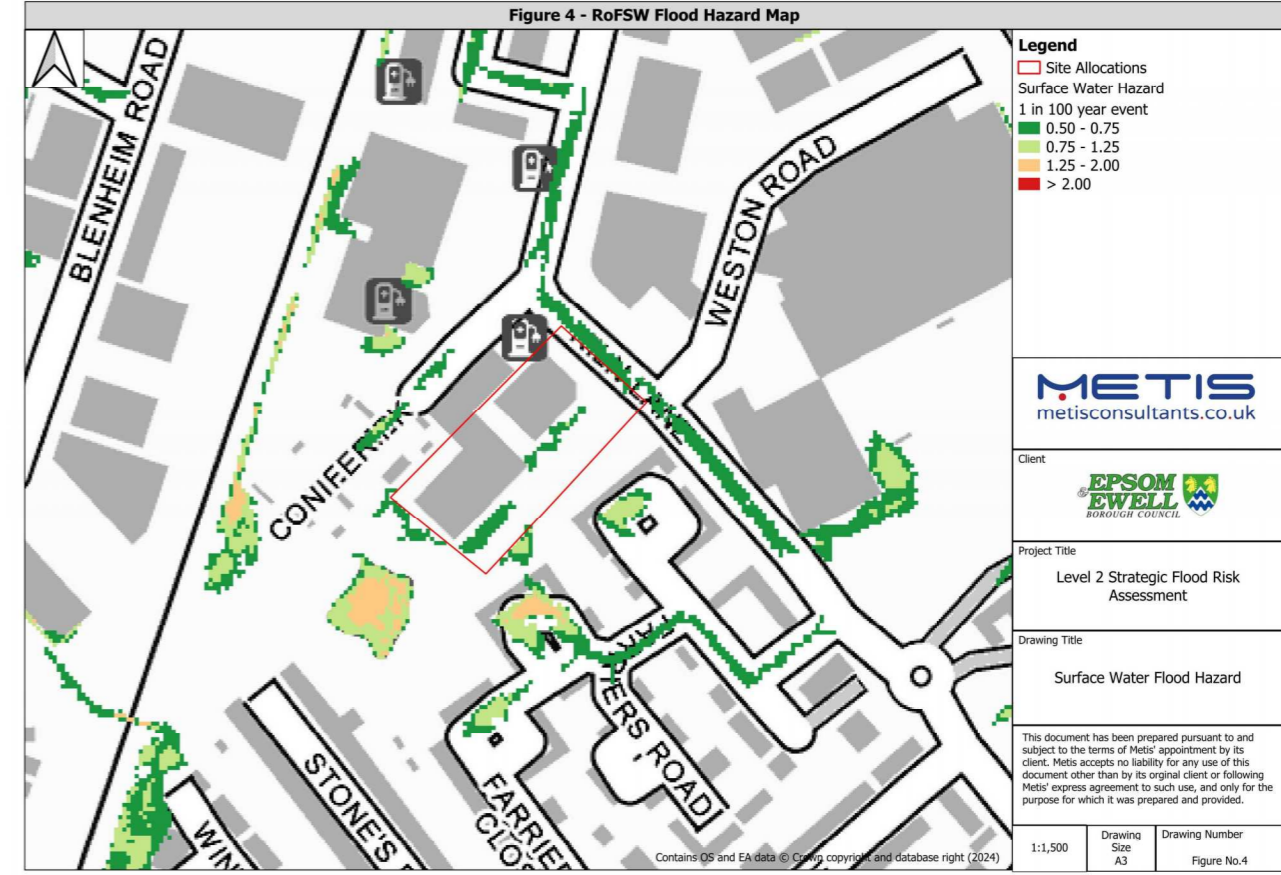 Figure 4 - RoFSW Flood Hazard Map
BLENHEIM ROAD
WESTON ROAD
STONE'S
FARRIER
CLOS
ERS ROAD
WIN
Contains OS and EA data © Crown copyright and database right (2024)
Legend
Site Allocations
Surface Water Hazard
1 in 100 year event
0.50 - 0.75
0.75 - 1.25
1.25 - 2.00
> 2.00
METIS
metisconsultants.co.uk
Client
EPSOM
& EWELL
BOROUGH COUNCIL
Project Title
Level 2 Strategic Flood Risk
Assessment
Drawing Title
Surface Water Flood Hazard
This document has been prepared pursuant to and
subject to the terms of Metis' appointment by its
client. Metis accepts no liability for any use of this
document other than by its orginal client or following
Metis' express agreement to such use, and only for the
purpose for which it was prepared and provided.
1:1,500
Drawing
Size
A3
Drawing Number
Figure No.4